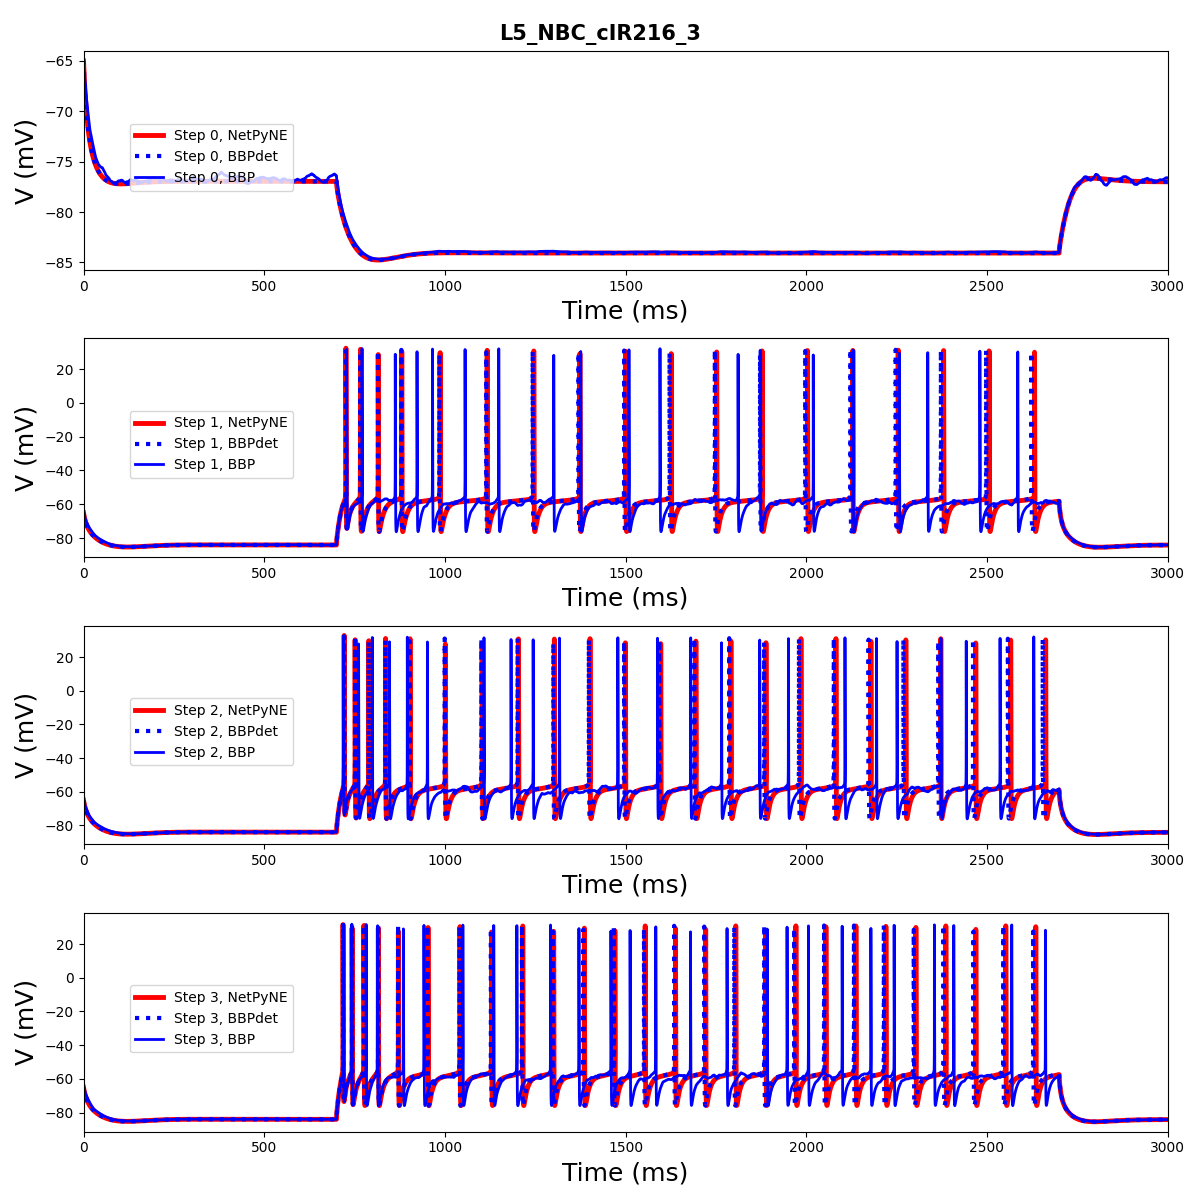 L5_NBC_cIR216_3
−65
−70
−75
−80
−85
V (mV)
Step 0, NetPyNE
Step 0, BBPdet
Step 0, BBP
0 500 1000 1500 2000 2500 3000
Time (ms)
20
0
−20
−40
−60
−80
V (mV)
Step 1, NetPyNE
Step 1, BBPdet
Step 1, BBP
0 500 1000 1500 2000 2500 3000
Time (ms)
20
0
−20
−40
−60
−80
V (mV)
Step 2, NetPyNE
Step 2, BBPdet
Step 2, BBP
0 500 1000 1500 2000 2500 3000
Time (ms)
20
0
−20
−40
−60
−80
V (mV)
Step 3, NetPyNE
Step 3, BBPdet
Step 3, BBP
0 500 1000 1500 2000 2500 3000
Time (ms)